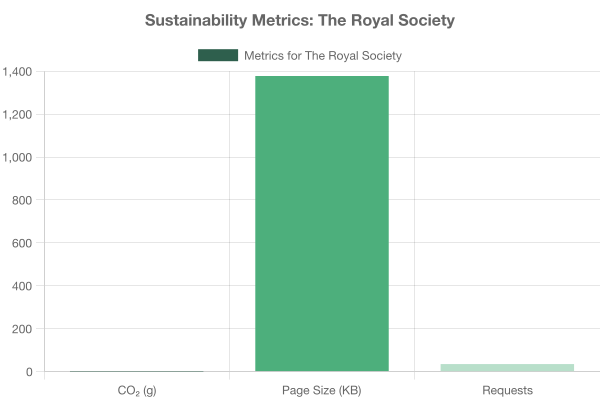 Sustainability Metrics: The Royal Society
Metrics for The Royal Society
1,400
1,200
1,000
800
600
400
200
0
CO₂ (g)
Page Size (KB)
Requests